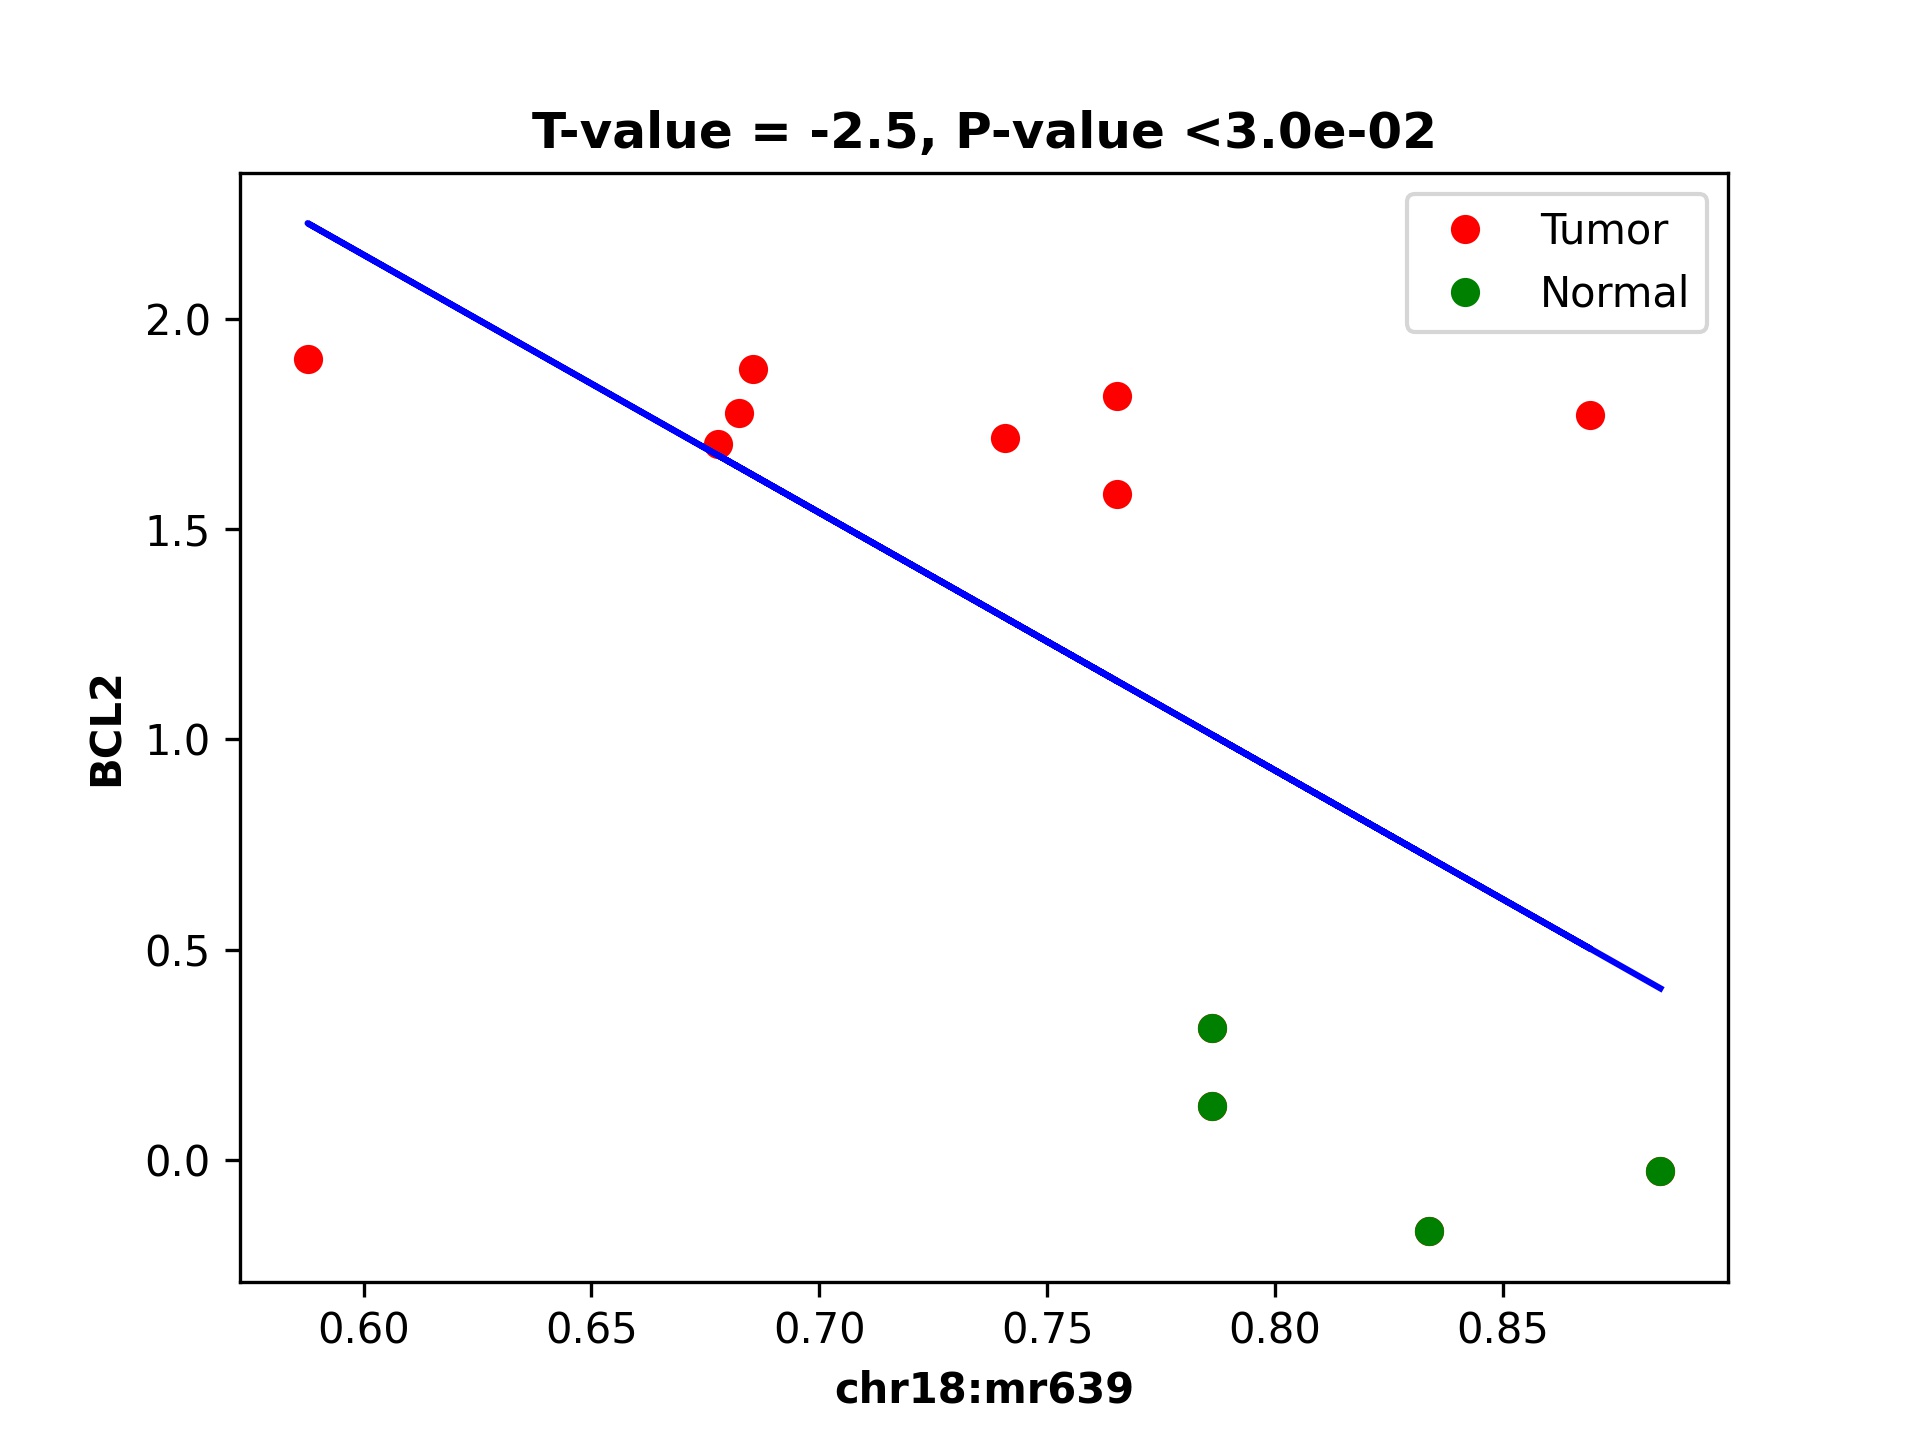 T-value = -2.5, P-value <3.0e-02
Tumor
Normal
2.0
1.5
1.0
0.5
0.0
BCL2
0.60 0.65 0.70 0.75 0.80 0.85
chr18:mr639